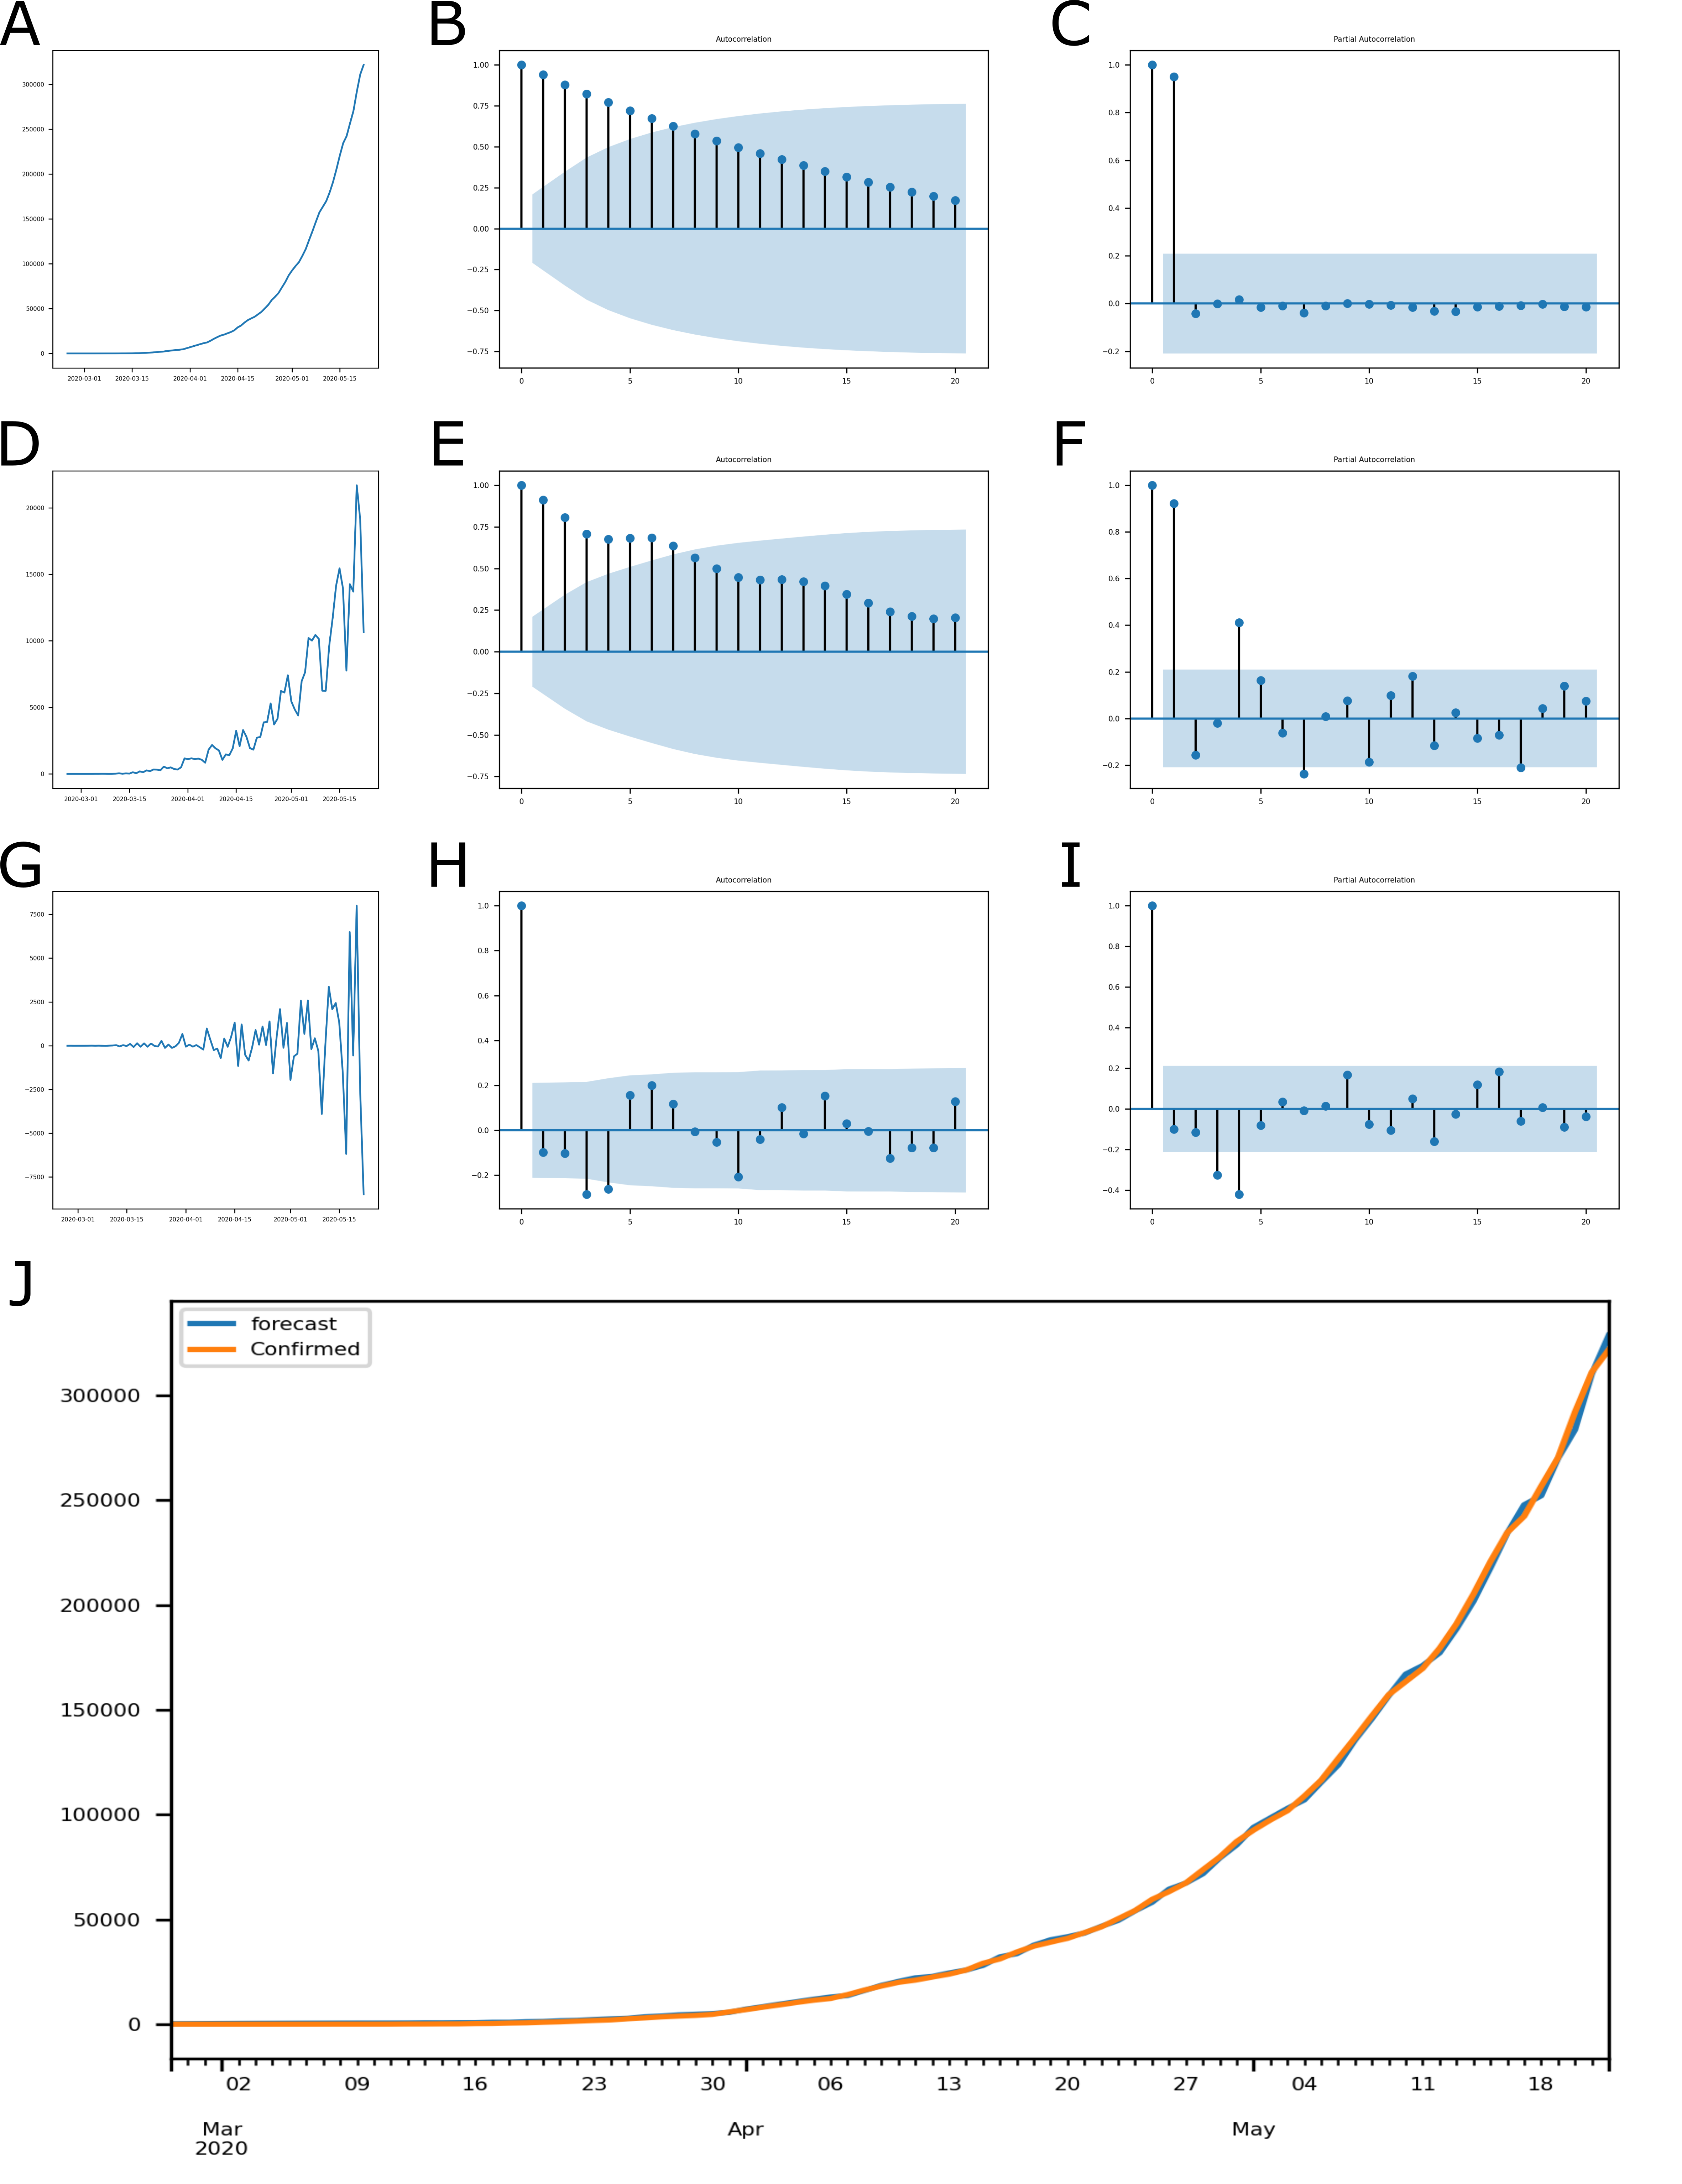 A
300000
250000
200000
150000
100000
50000
0
2020-03-01 2020-03-15 2020-04-01 2020-04-15 2020-05-01 2020-05-15
B
Autocorrelation
1.00
0.75
0.50
0.25
0.00
−0.25
−0.50
−0.75
0 5 10 15 20
C
Partial Autocorrelation
1.0
0.8
0.6
0.4
0.2
0.0
−0.2
0 5 10 15 20
D
20000
15000
10000
5000
0
2020-03-01 2020-03-15 2020-04-01 2020-04-15 2020-05-01 2020-05-15
E
Autocorrelation
1.00
0.75
0.50
0.25
0.00
−0.25
−0.50
−0.75
0 5 10 15 20
F
Partial Autocorrelation
1.0
0.8
0.6
0.4
0.2
0.0
−0.2
0 5 10 15 20
G
7500
5000
2500
0
−2500
−5000
−7500
2020-03-01 2020-03-15 2020-04-01 2020-04-15 2020-05-01 2020-05-15
H
Autocorrelation
1.0
0.8
0.6
0.4
0.2
0.0
−0.2
0 5 10 15 20
I
Partial Autocorrelation
1.0
0.8
0.6
0.4
0.2
0.0
−0.2
−0.4
0 5 10 15 20
J
forecast
Confirmed
300000
250000
200000
150000
100000
50000
0
02 09 16 23 30 06 13 20 27 04 11 18
Mar Apr May
2020